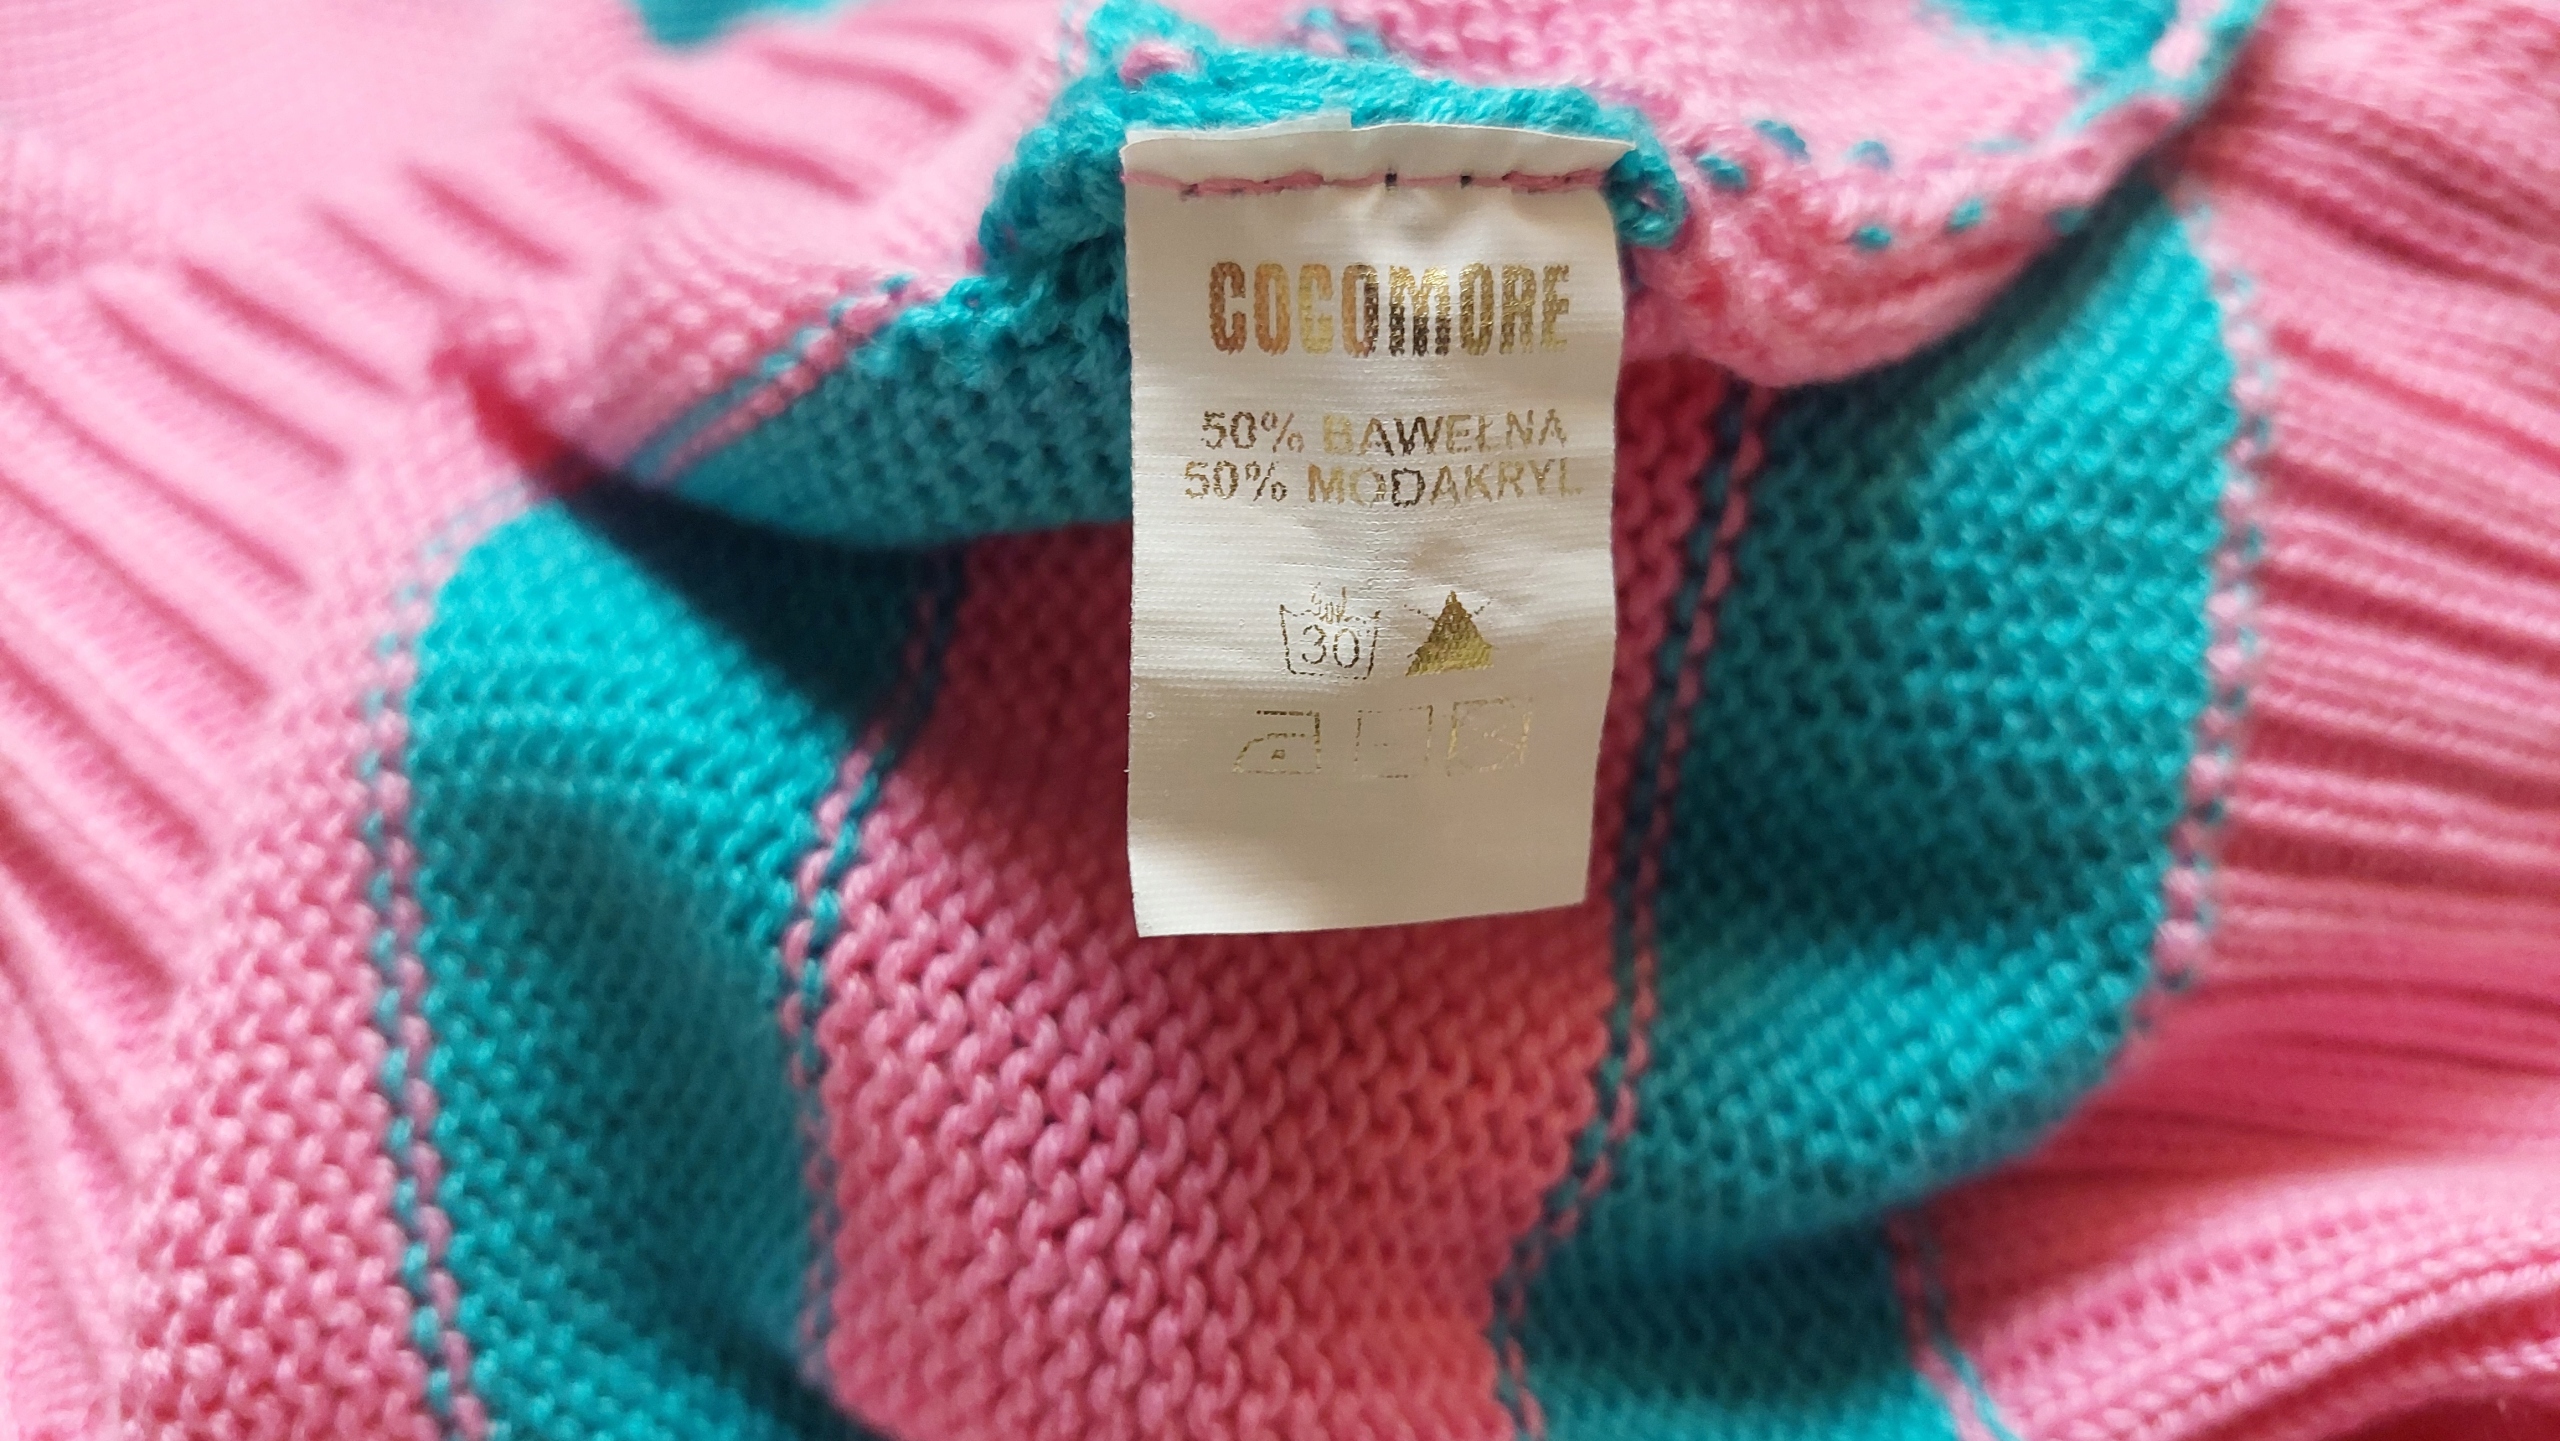 COCOMORE
50% BAWEŁNA
50% MODAKRYL
30